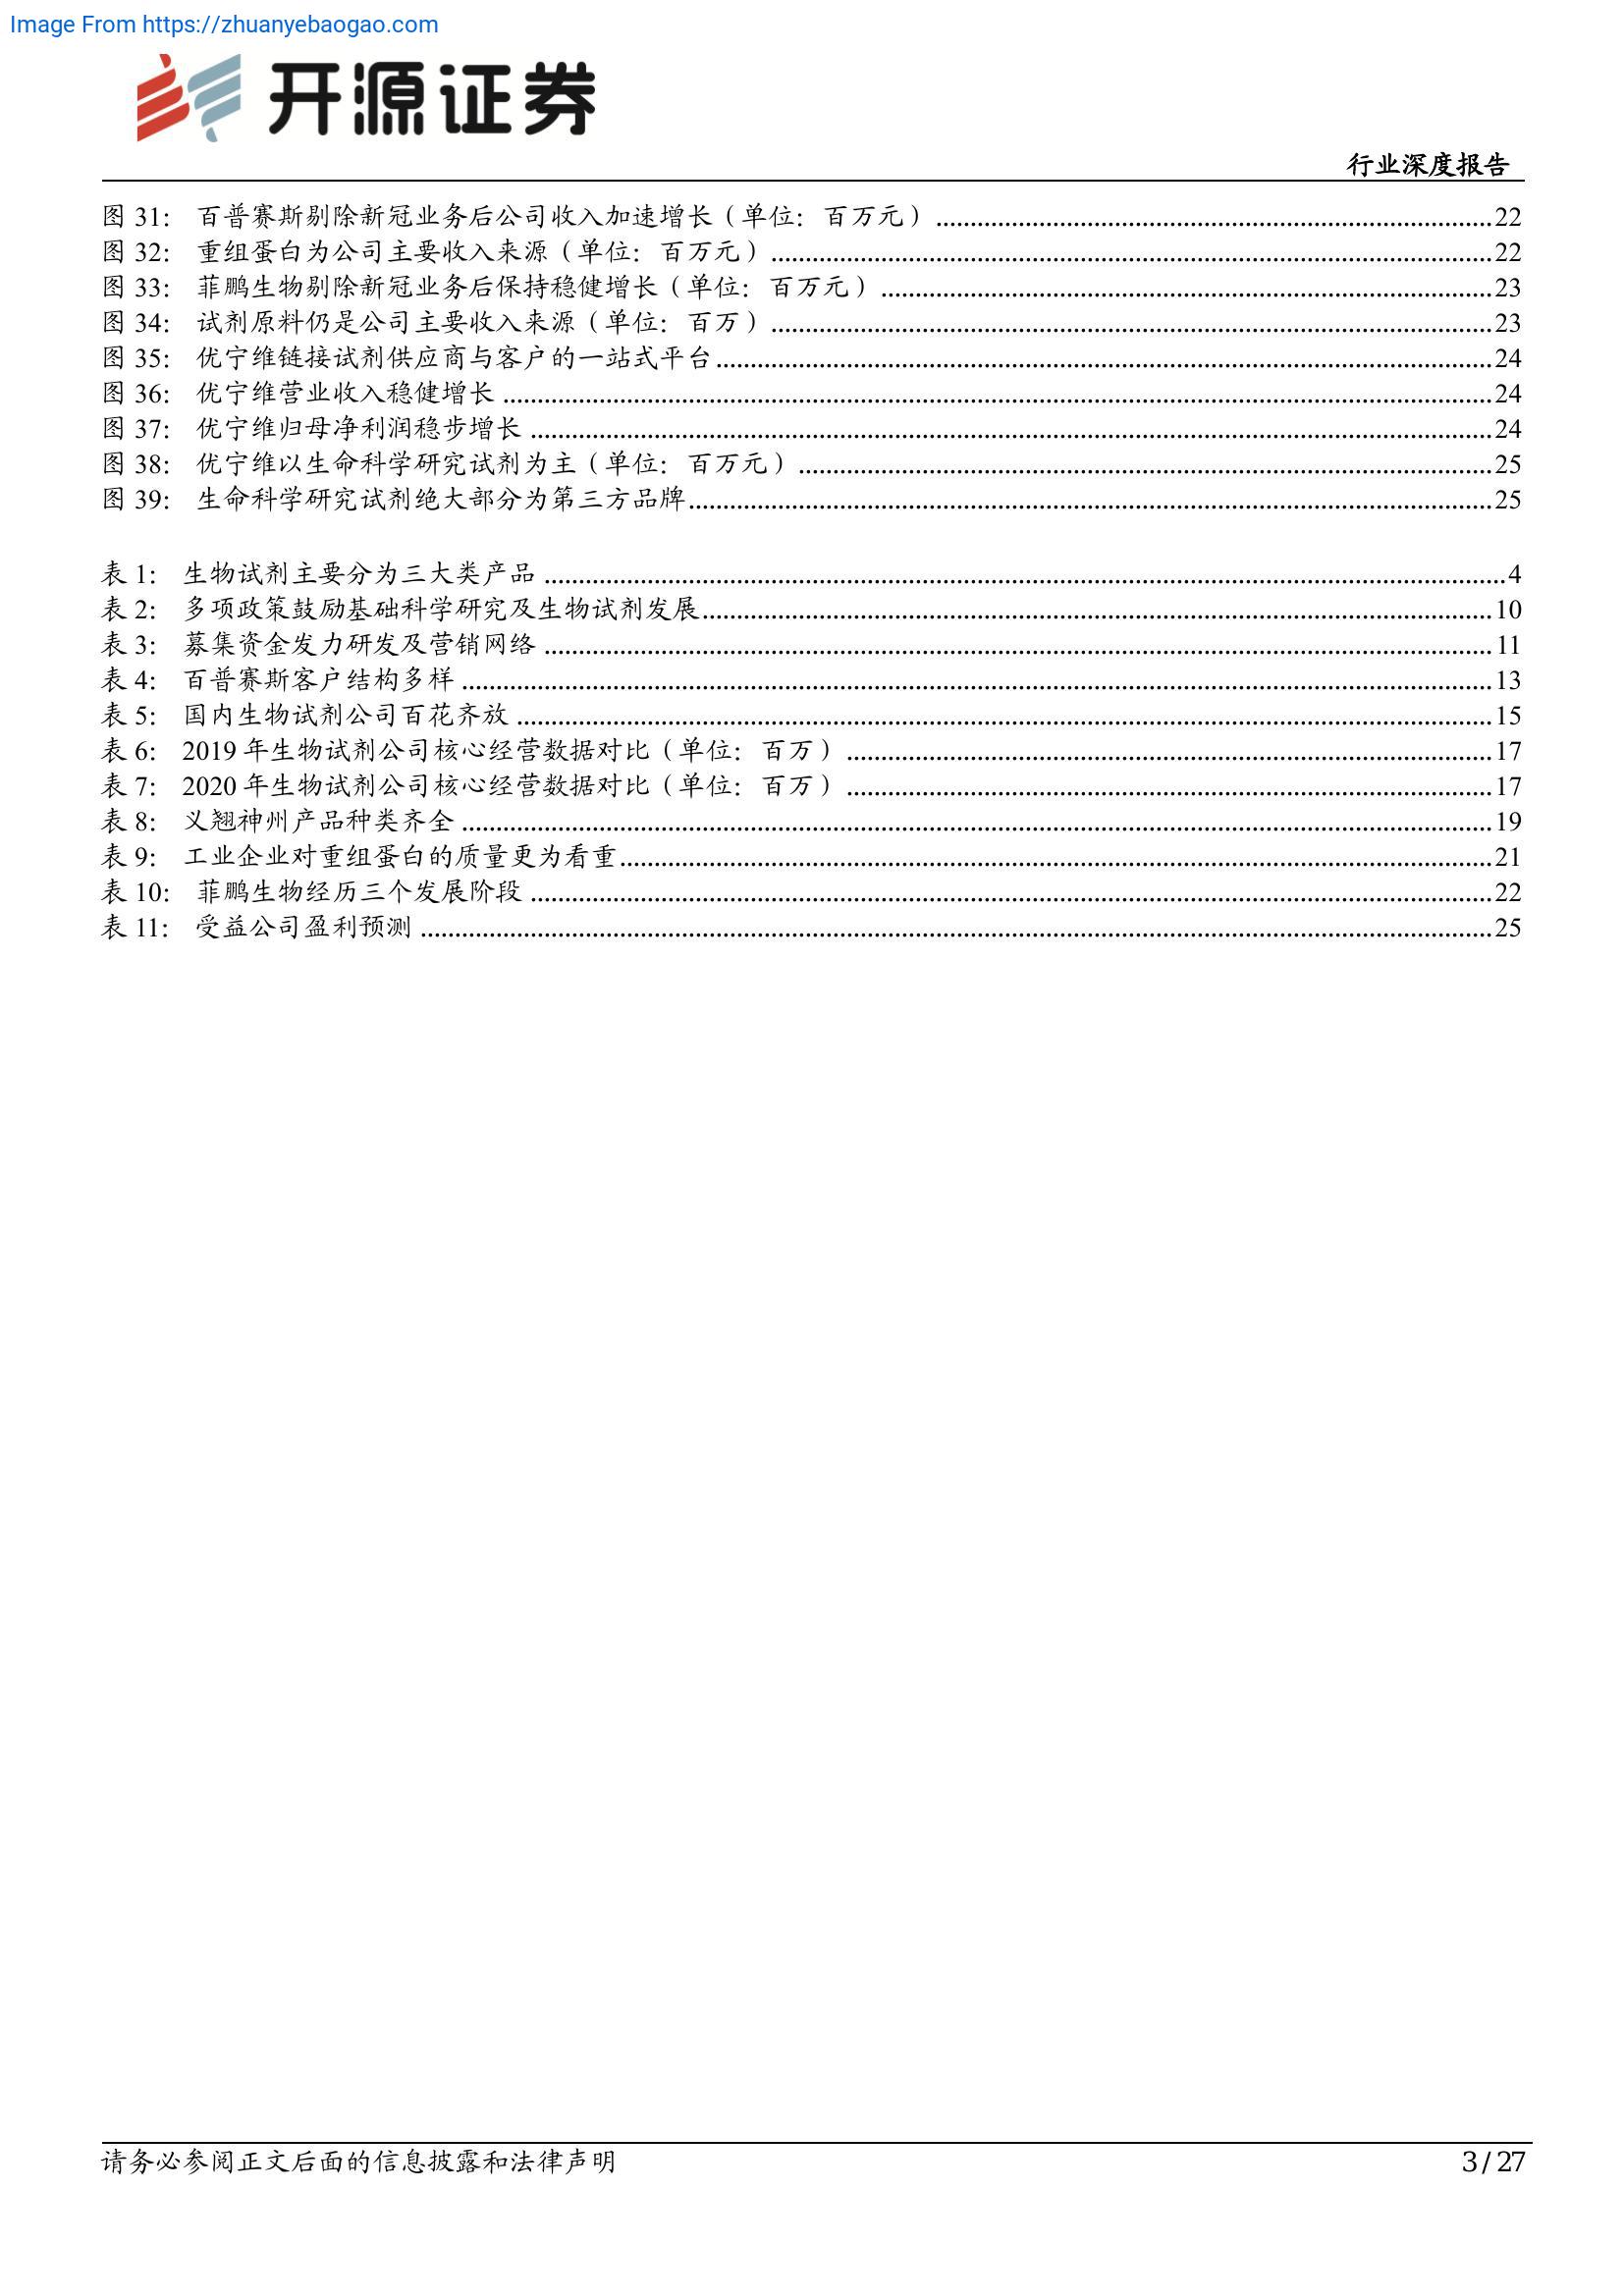 Image From https://zhuanyebaogao.com
开源证券
行业深度报告
图 31： 百普赛斯剔除新冠业务后公司收入加速增长（单位：百万元）....................22
图 32： 重组蛋白为公司主要收入来源（单位：百万元）....................22
图 33： 菲鹏生物剔除新冠业务后保持稳健增长（单位：百万元）....................23
图 34： 试剂原料仍是公司主要收入来源（单位：百万）....................23
图 35： 优宁维链接试剂供应商与客户的一站式平台....................24
图 36： 优宁维营业收入稳健增长....................24
图 37： 优宁维归母净利润稳步增长....................24
图 38： 优宁维以生命科学研究试剂为主（单位：百万元）....................25
图 39： 生命科学研究试剂绝大部分为第三方品牌....................25
表 1： 生物试剂主要分为三大类产品....................4
表 2： 多项政策鼓励基础科学研究及生物试剂发展....................10
表 3： 募集资金发力研发及营销网络....................11
表 4： 百普赛斯客户结构多样....................13
表 5： 国内生物试剂公司百花齐放....................15
表 6： 2019 年生物试剂公司核心经营数据对比（单位：百万）....................17
表 7： 2020 年生物试剂公司核心经营数据对比（单位：百万）....................17
表 8： 义翘神州产品种类齐全....................19
表 9： 工业企业对重组蛋白的质量更为看重....................21
表 10： 菲鹏生物经历三个发展阶段....................22
表 11： 受益公司盈利预测....................25
请务必参阅正文后面的信息披露和法律声明 3 / 27